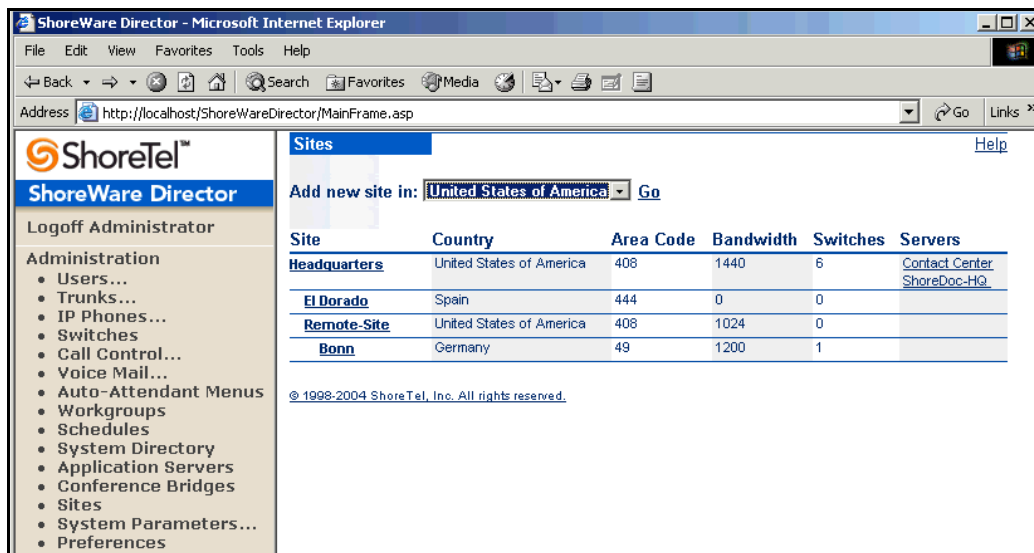 ShoreWare Director - Microsoft Internet Explorer
File Edit View Favorites Tools Help
Back Search Favorites Media
Address http://localhost/ShoreWareDirector/MainFrame.asp Go Links »
ShoreTel™
ShoreWare Director
Logoff Administrator
Administration
• Users...
• Trunks...
• IP Phones...
• Switches
• Call Control...
• Voice Mail...
• Auto-Attendant Menus
• Workgroups
• Schedules
• System Directory
• Application Servers
• Conference Bridges
• Sites
• System Parameters...
• Preferences
Sites Help
Add new site in: United States of America Go
Site Country Area Code Bandwidth Switches Servers
Headquarters United States of America 408 1440 6 Contact Center
ShoreDoc-HQ
El Dorado Spain 444 0 0
Remote-Site United States of America 408 1024 0
Bonn Germany 49 1200 1
© 1998-2004 ShoreTel, Inc. All rights reserved.